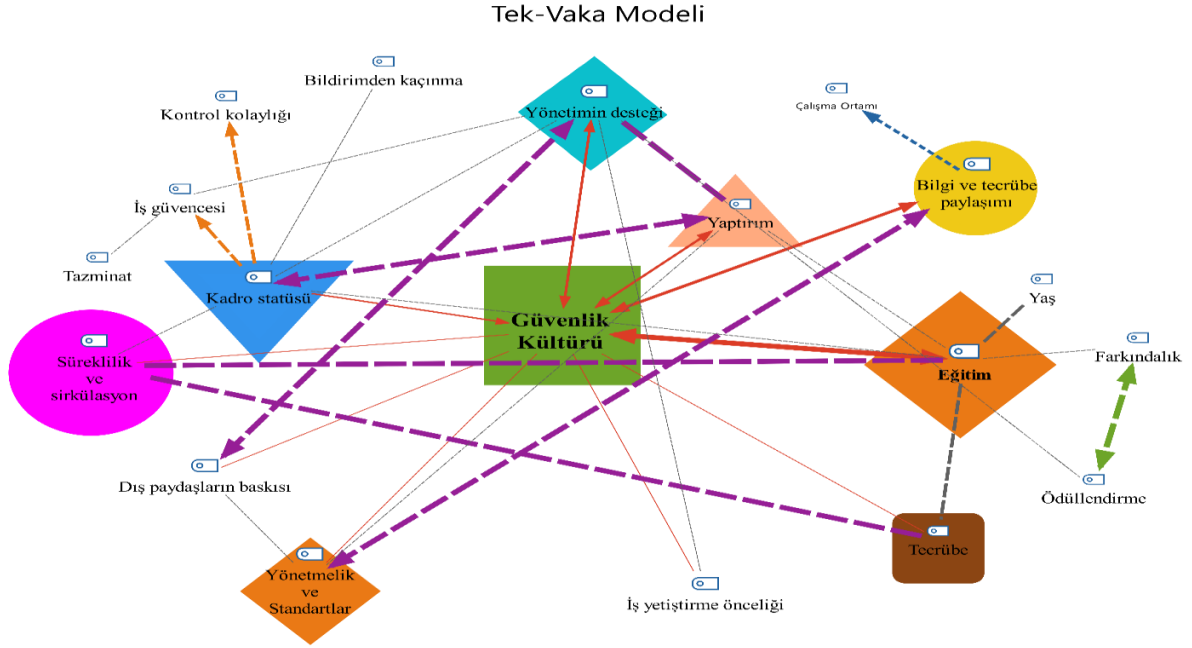 Tek-Vaka Modeli
Bildirimden kaçınma
Kontrol kolaylığı
Yönetimin desteği
Çalışma Ortamı
Bilgi ve tecrübe
paylaşımı
İş güvencesi
Yaptırım
Tazminat
Kadro statüsü
Yaş
Güvenlik
Kültürü
Süreklilik
ve
sirkülasyon
Farkındalık
Eğitim
Dış paydaşların baskısı
Ödüllendirme
Tecrübe
Yönetmelik
ve
Standartlar
İş yetiştirme önceliği